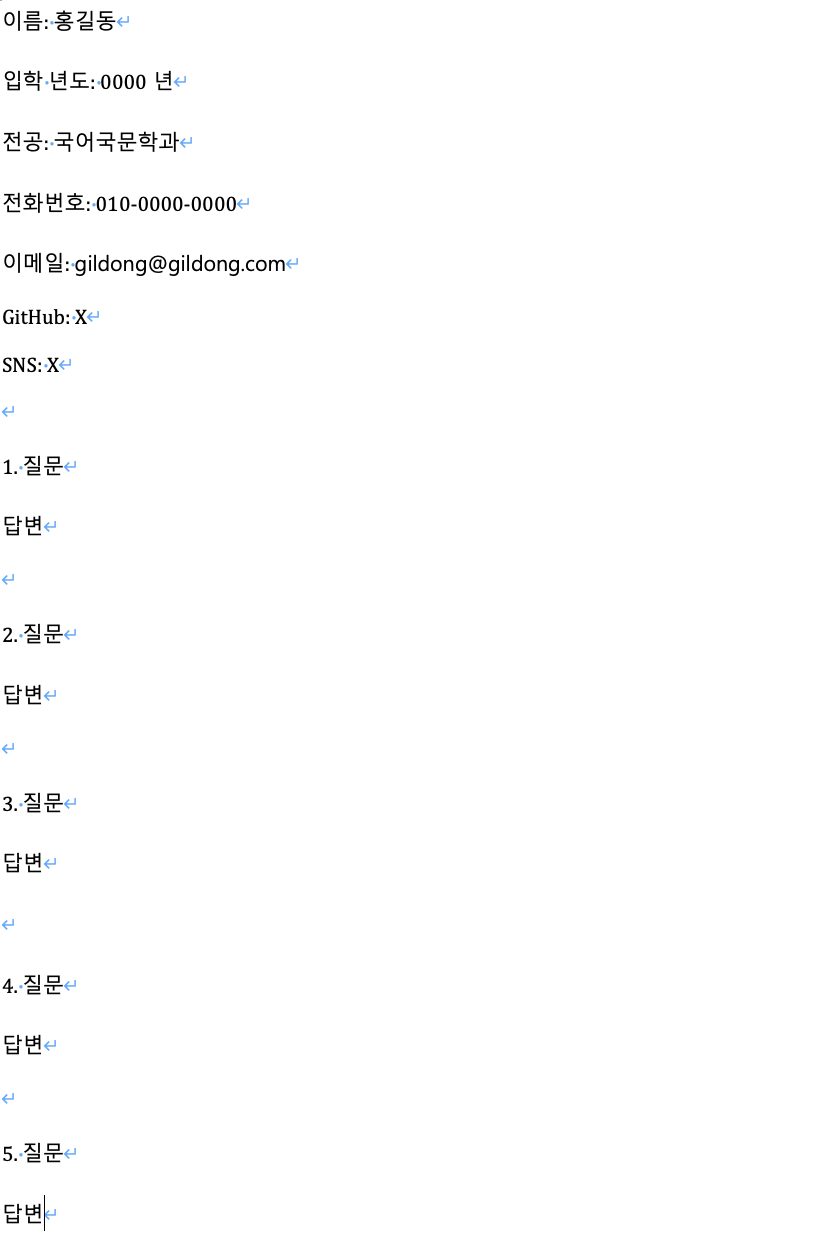 이름: 홍길동
입학 년도: 0000 년
전공: 국어국문학과
전화번호: 010-0000-0000
이메일: gildong@gildong.com
GitHub: X
SNS: X
1. 질문
답변
2. 질문
답변
3. 질문
답변
4. 질문
답변
5. 질문
답변